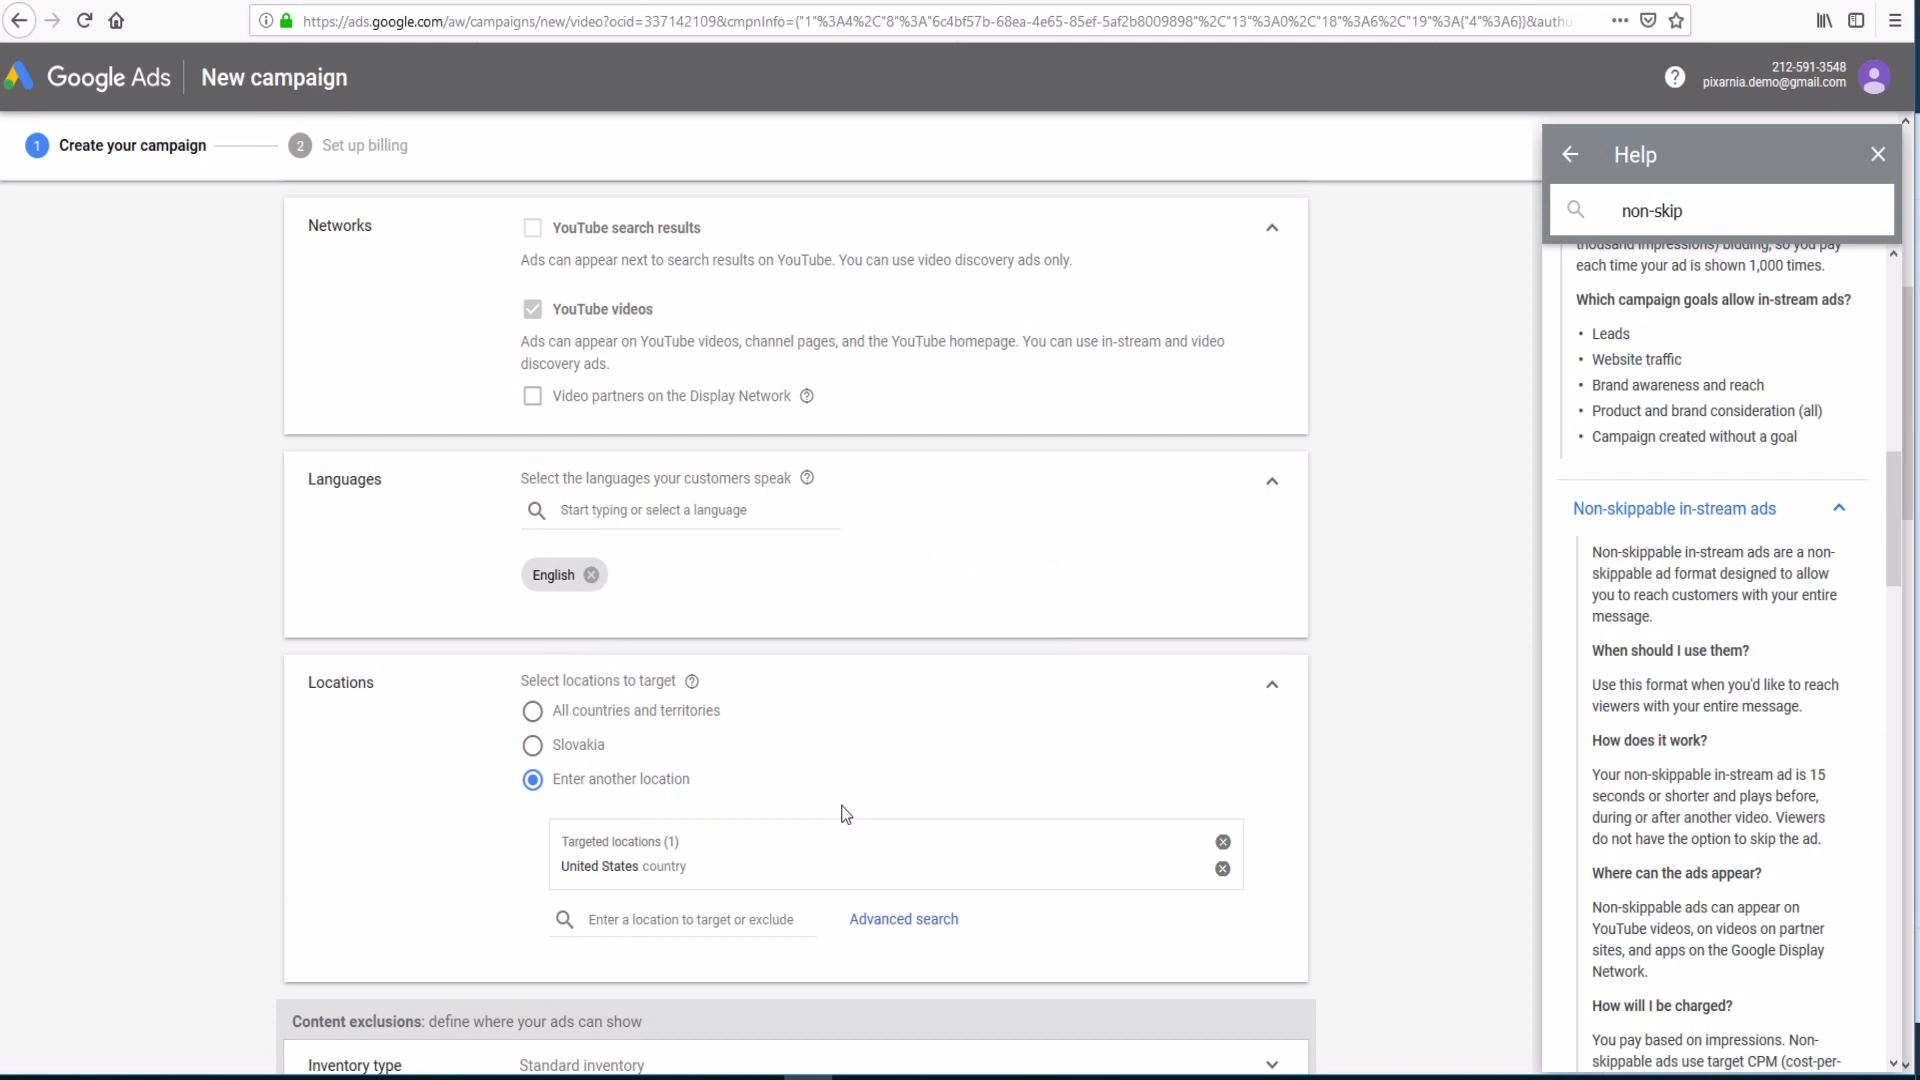 https://ads.google.com/aw/campaigns/new/video?ocid=337142109&cmpnInfo={"1"%3A4%2C"8"%3A"6c4bf57b-68ea-4e65-85ef-5af2b8009898"%2C"13"%3A0%2C"18"%3A6%2C"19"%3A{"4"%3A6}}&authu
Google Ads New campaign
212-591-3548
pixarnia.demo@gmail.com
1 Create your campaign 2 Set up billing
Networks
YouTube search results
Ads can appear next to search results on YouTube. You can use video discovery ads only.
YouTube videos
Ads can appear on YouTube videos, channel pages, and the YouTube homepage. You can use in-stream and video
discovery ads.
Video partners on the Display Network
Languages
Select the languages your customers speak
Start typing or select a language
English
Locations
Select locations to target
All countries and territories
Slovakia
Enter another location
Targeted locations (1)
United States country
Enter a location to target or exclude Advanced search
Content exclusions: define where your ads can show
Inventory type Standard inventory
Help
non-skip
thousand impressions) bidding, so you pay
each time your ad is shown 1,000 times.
Which campaign goals allow in-stream ads?
• Leads
• Website traffic
• Brand awareness and reach
• Product and brand consideration (all)
• Campaign created without a goal
Non-skippable in-stream ads
Non-skippable in-stream ads are a non-
skippable ad format designed to allow
you to reach customers with your entire
message.
When should I use them?
Use this format when you'd like to reach
viewers with your entire message.
How does it work?
Your non-skippable in-stream ad is 15
seconds or shorter and plays before,
during or after another video. Viewers
do not have the option to skip the ad.
Where can the ads appear?
Non-skippable ads can appear on
YouTube videos, on videos on partner
sites, and apps on the Google Display
Network.
How will I be charged?
You pay based on impressions. Non-
skippable ads use target CPM (cost-per-